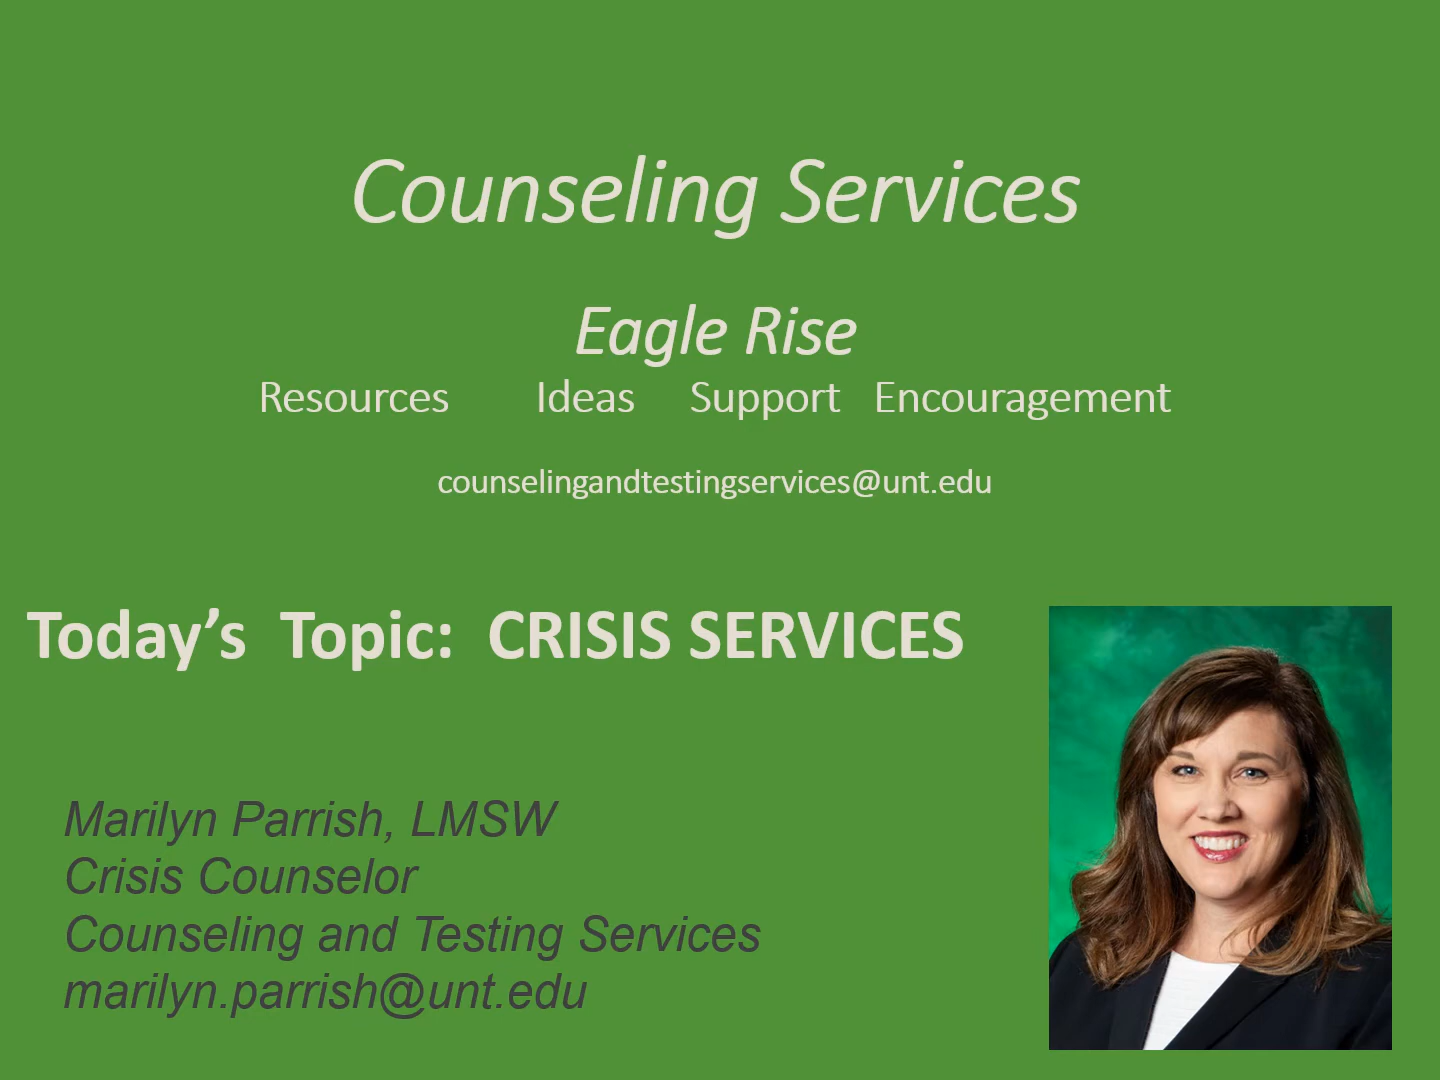 Counseling Services
Eagle Rise
Resources Ideas Support Encouragement
counselingandtestingservices@unt.edu
Today’s Topic: CRISIS SERVICES
Marilyn Parrish, LMSW
Crisis Counselor
Counseling and Testing Services
marilyn.parrish@unt.edu